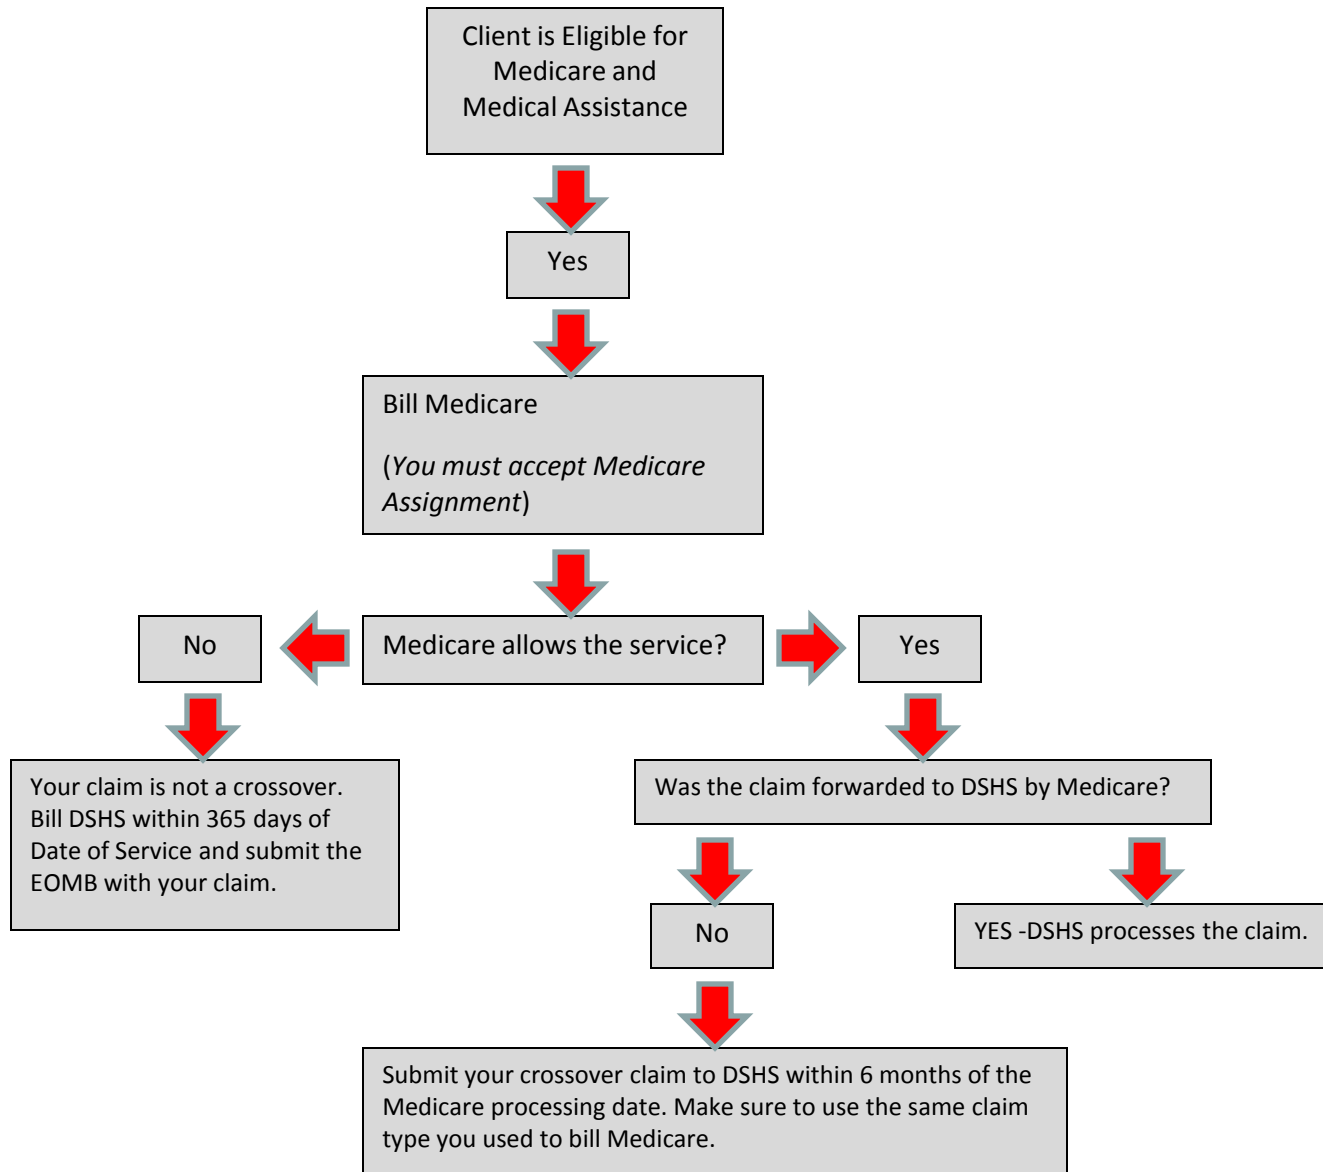 Client is Eligible for
Medicare and
Medical Assistance
Yes
Bill Medicare
(You must accept Medicare
Assignment)
No
Medicare allows the service?
Yes
Your claim is not a crossover.
Bill DSHS within 365 days of
Date of Service and submit the
EOMB with your claim.
Was the claim forwarded to DSHS by Medicare?
No
YES -DSHS processes the claim.
Submit your crossover claim to DSHS within 6 months of the
Medicare processing date. Make sure to use the same claim
type you used to bill Medicare.